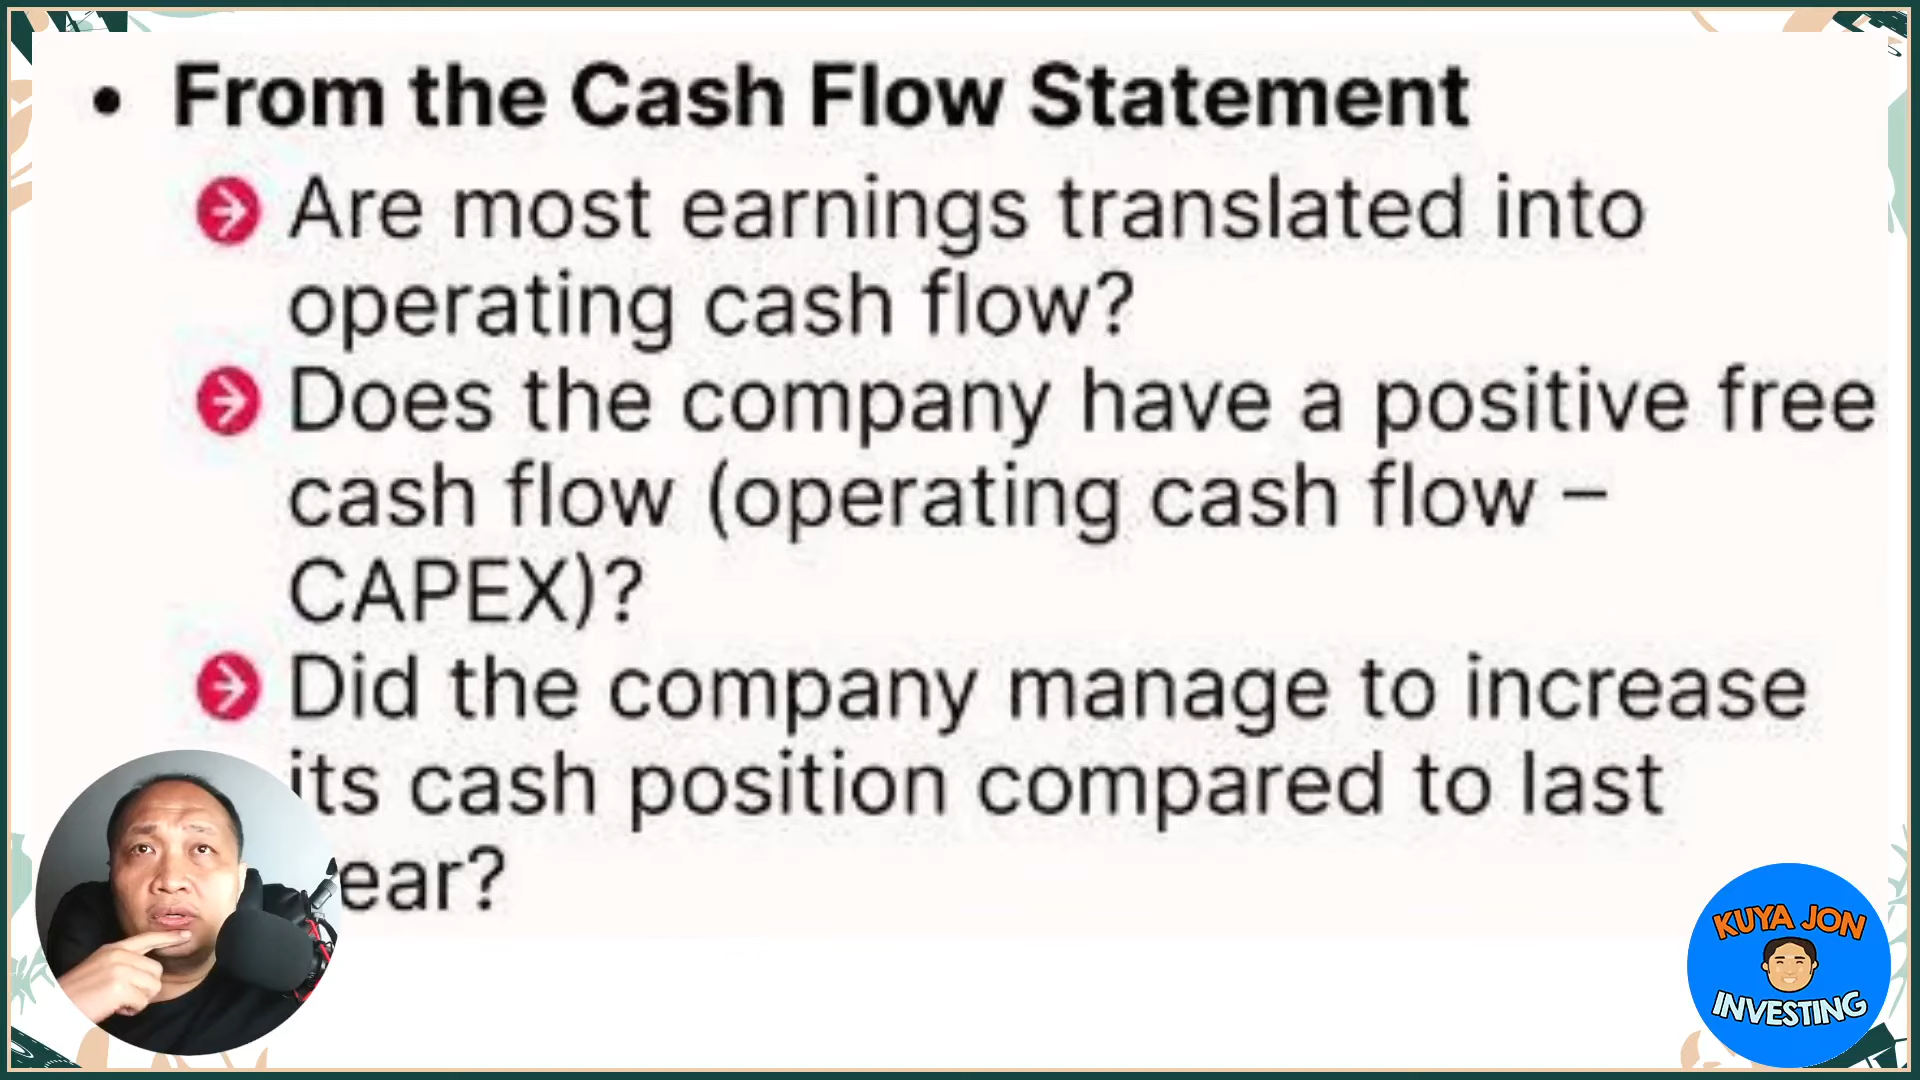 • From the Cash Flow Statement
Are most earnings translated into
operating cash flow?
Does the company have a positive free
cash flow (operating cash flow –
CAPEX)?
Did the company manage to increase
its cash position compared to last
ear?
KUYA JON
INVESTING